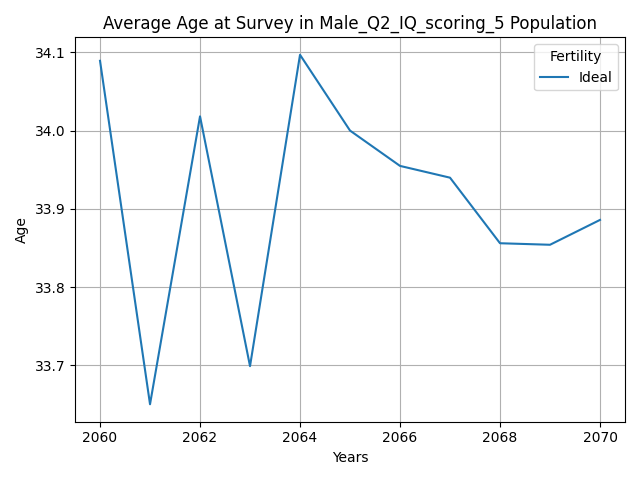 Average Age at Survey in Male_Q2_IQ_scoring_5 Population
34.1
34.0
33.9
33.8
33.7
Age
Fertility
Ideal
2060
2062
2064
2066
2068
2070
Years